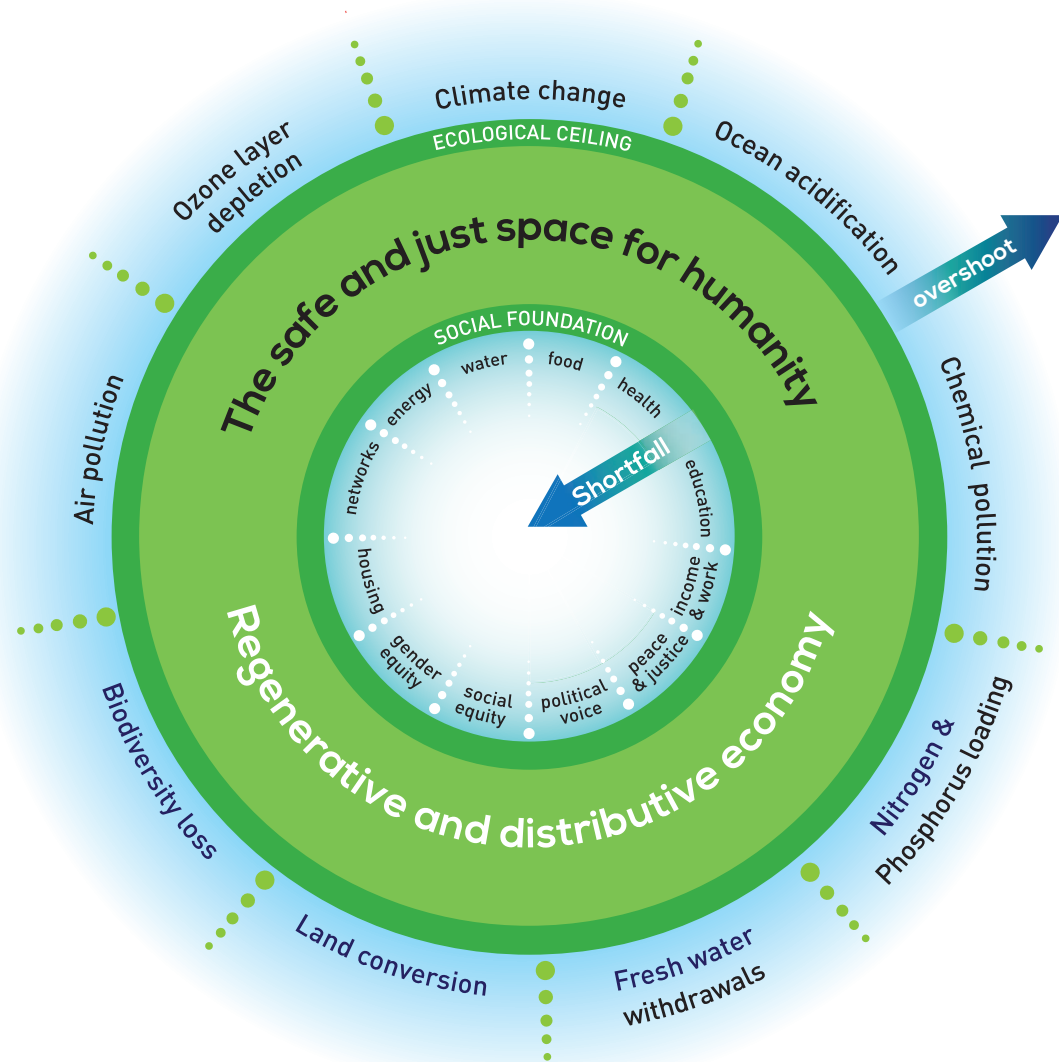 Climate change
ECOLOGICAL CEILING
Ocean acidification
overshoot
Chemical pollution
Nitrogen &
Phosphorus loading
Fresh water
withdrawals
Land conversion
Biodiversity loss
Air pollution
Ozone layer
depletion
The safe and just space for humanity
SOCIAL FOUNDATION
water
food
health
Shortfall
education
income
& work
peace
& justice
political
voice
social
equity
gender
equity
housing
networks
energy
Regenerative and distributive economy